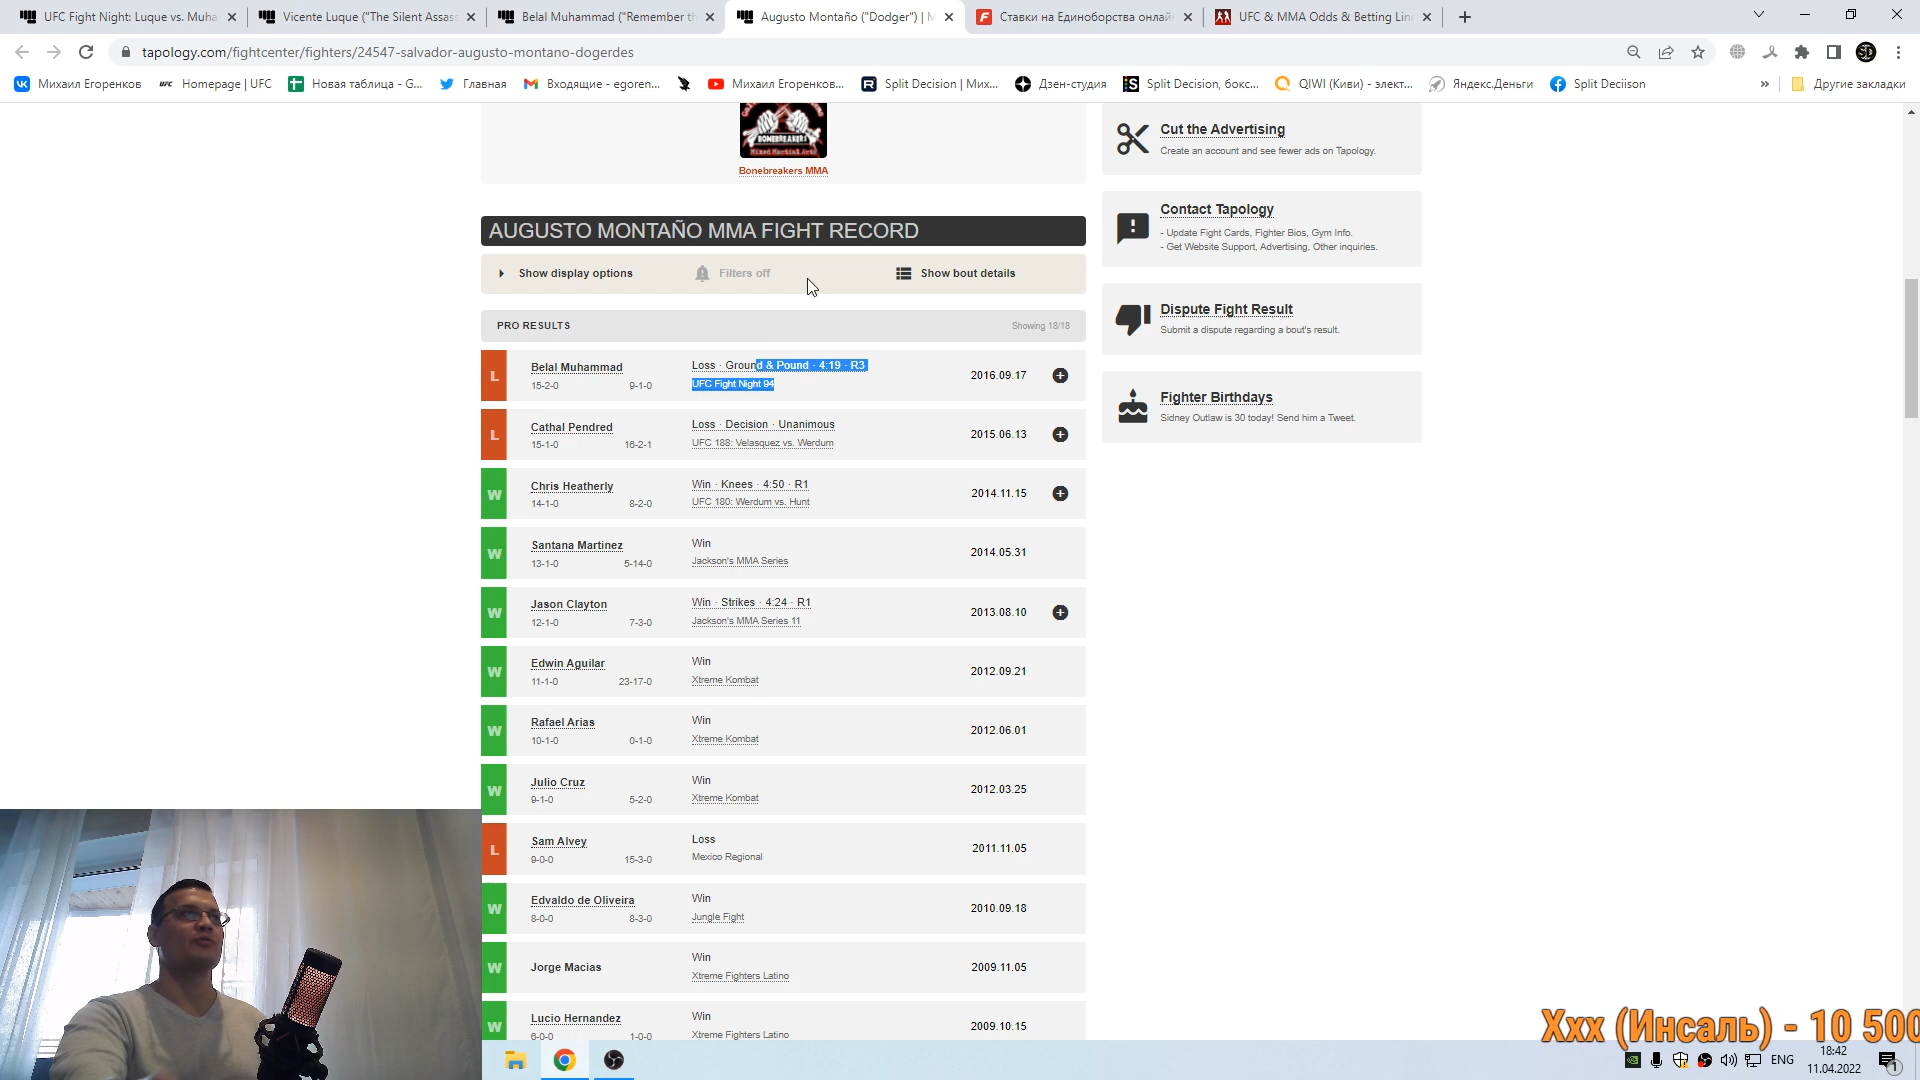 UFC Fight Night: Luque vs. Muha
Vicente Luque ("The Silent Assas
Belal Muhammad ("Remember th
Augusto Montaño ("Dodger") | M
Ставки на Единоборства онлай
UFC & MMA Odds & Betting Lin
tapology.com/fightcenter/fighters/24547-salvador-augusto-montano-dogerdes
Михаил Егоренков
Homepage | UFC
Новая таблица - G...
Главная
Входящие - egoren...
Михаил Егоренков...
Split Decision | Мих...
Дзен-студия
Split Decision, бокс...
QIWI (Киви) - элект...
Яндекс.Деньги
Split Deciison
»
Другие закладки
BONEBREAKERS
Mixed Martial Arts
Bonebreakers MMA
Cut the Advertising
Create an account and see fewer ads on Tapology.
Contact Tapology
- Update Fight Cards, Fighter Bios, Gym Info.
- Get Website Support, Advertising, Other inquiries.
Dispute Fight Result
Submit a dispute regarding a bout's result.
Fighter Birthdays
Sidney Outlaw is 30 today! Send him a Tweet.
AUGUSTO MONTAÑO MMA FIGHT RECORD
Show display options
Filters off
Show bout details
PRO RESULTS
Showing 18/18
L
Belal Muhammad
15-2-0 9-1-0
Loss · Ground & Pound · 4:19 · R3
UFC Fight Night 94
2016.09.17
L
Cathal Pendred
15-1-0 16-2-1
Loss · Decision · Unanimous
UFC 188: Velasquez vs. Werdum
2015.06.13
W
Chris Heatherly
14-1-0 8-2-0
Win · Knees · 4:50 · R1
UFC 180: Werdum vs. Hunt
2014.11.15
W
Santana Martinez
13-1-0 5-14-0
Win
Jackson's MMA Series
2014.05.31
W
Jason Clayton
12-1-0 7-3-0
Win · Strikes · 4:24 · R1
Jackson's MMA Series 11
2013.08.10
W
Edwin Aguilar
11-1-0 23-17-0
Win
Xtreme Kombat
2012.09.21
W
Rafael Arias
10-1-0 0-1-0
Win
Xtreme Kombat
2012.06.01
W
Julio Cruz
9-1-0 5-2-0
Win
Xtreme Kombat
2012.03.25
L
Sam Alvey
9-0-0 15-3-0
Loss
Mexico Regional
2011.11.05
W
Edvaldo de Oliveira
8-0-0 8-3-0
Win
Jungle Fight
2010.09.18
W
Jorge Macias
Win
Xtreme Fighters Latino
2009.11.05
W
Lucio Hernandez
6-0-0 1-0-0
Win
Xtreme Fighters Latino
2009.10.15
Xxx (Инсаль) - 10 500
ENG
18:42
11.04.2022
1